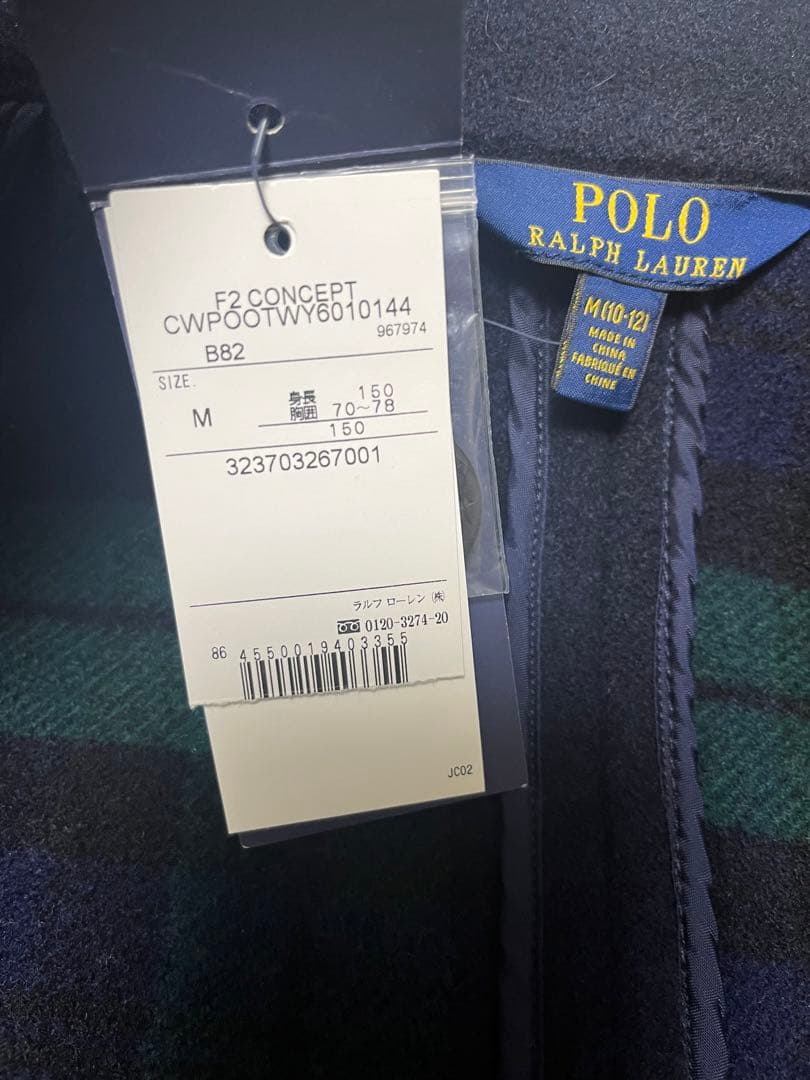 F2 CONCEPT
CWPOOTWY6010144
967974
B82
SIZE.
M
身長 150
胸囲 70～78
150
323703267001
ラルフ ローレン ㈱
0120-3274-20
86 4550019403355
JC02
POLO
RALPH LAUREN
M(10-12)
MADE IN
CHINA
FABRIQUÉ EN
CHINE